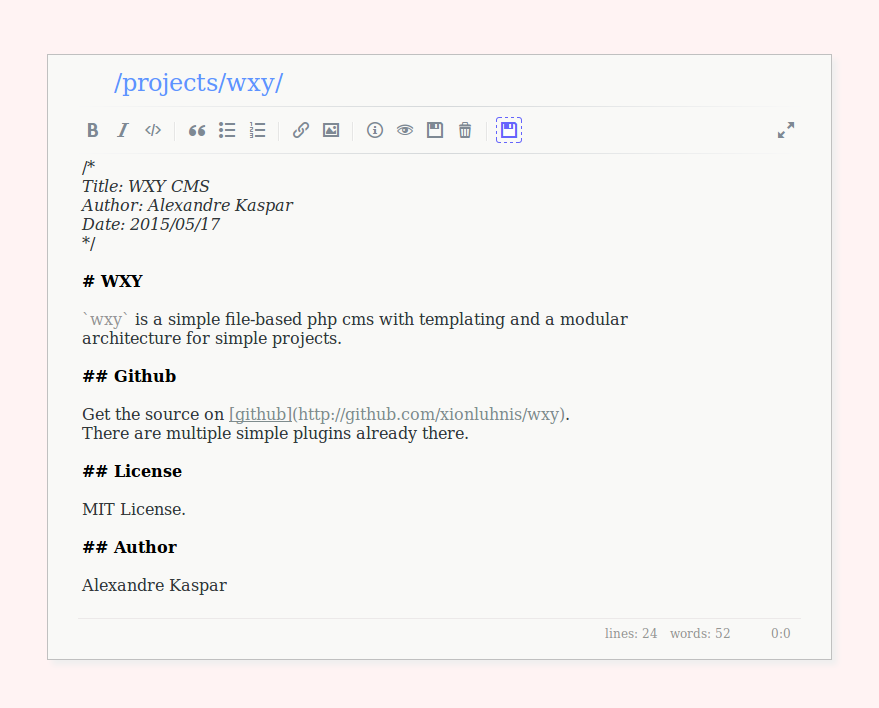 /projects/wxy/
B I </>
/*
Title: WXY CMS
Author: Alexandre Kaspar
Date: 2015/05/17
*/
# WXY
`wxy` is a simple file-based php cms with templating and a modular
architecture for simple projects.
## Github
Get the source on [github](http://github.com/xionluhnis/wxy).
There are multiple simple plugins already there.
## License
MIT License.
## Author
Alexandre Kaspar
lines: 24 words: 52 0:0